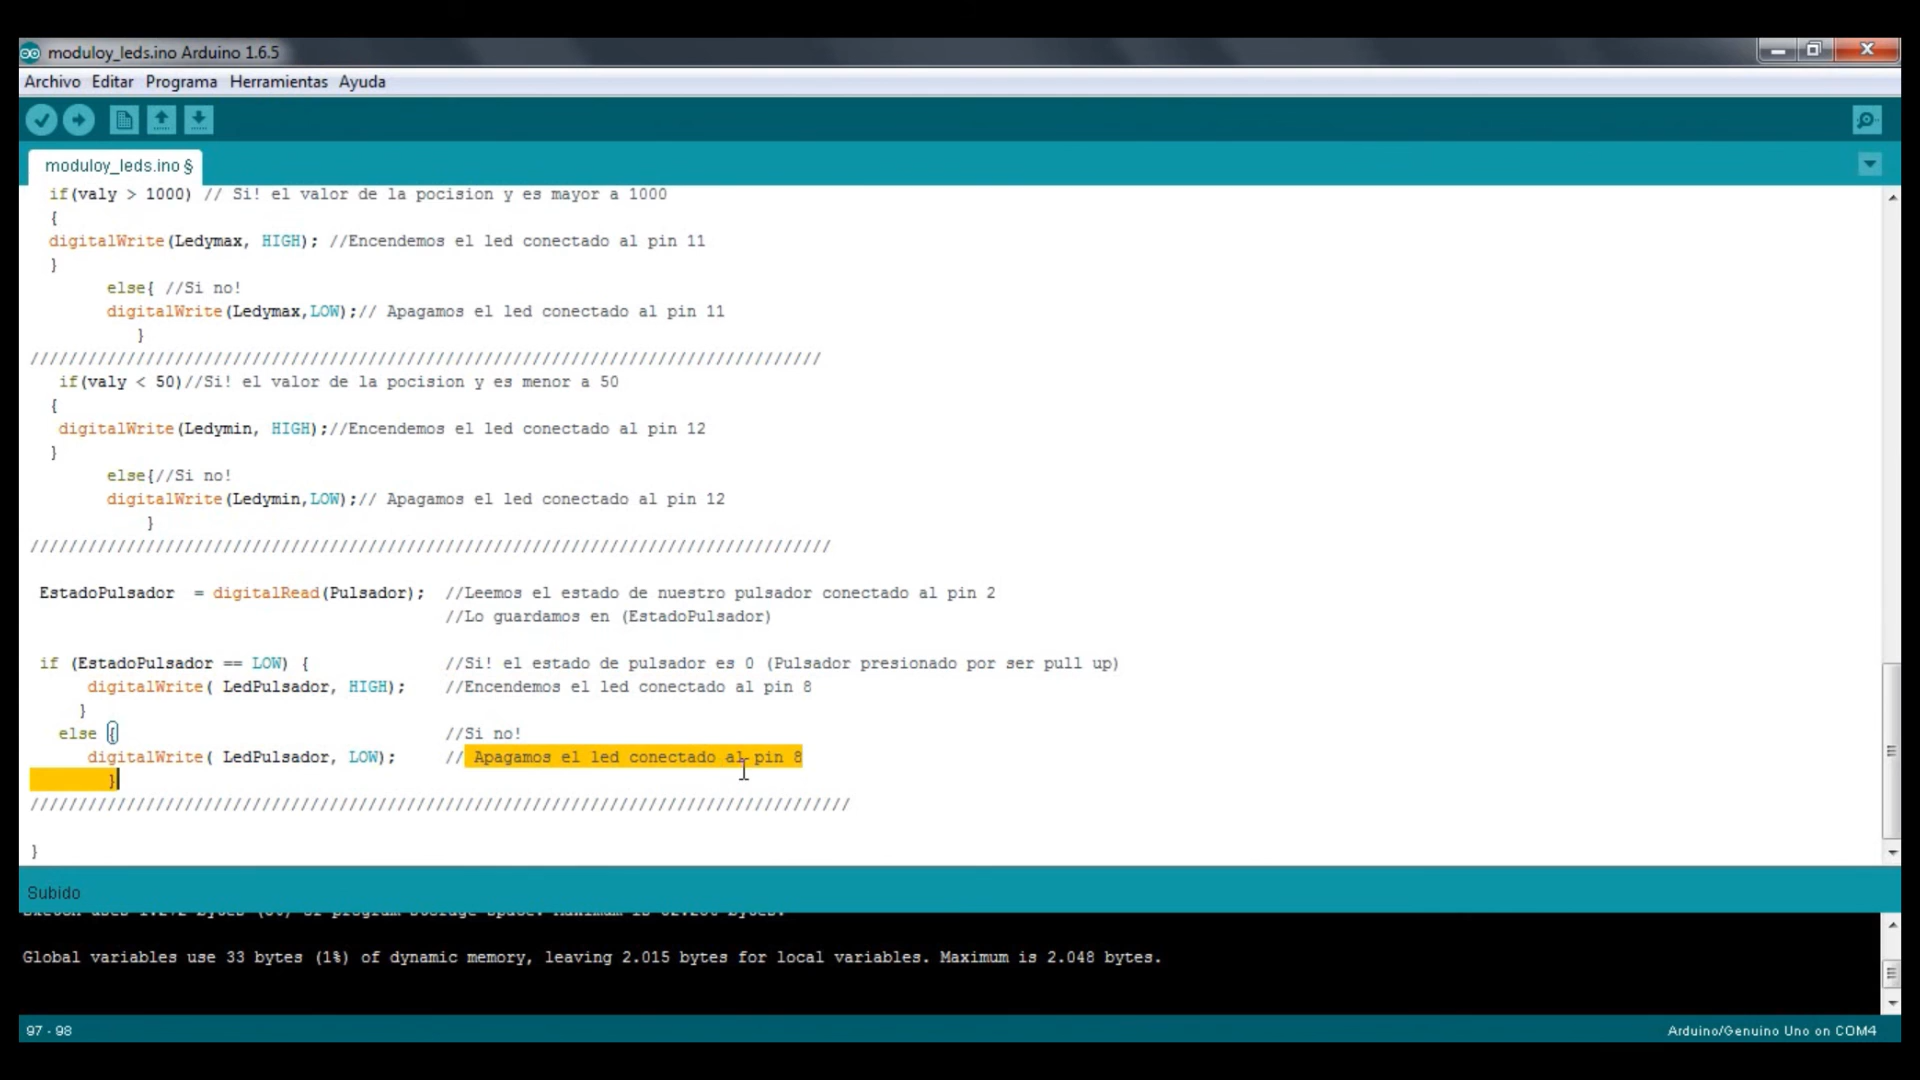 moduloy_leds.ino Arduino 1.6.5
Archivo Editar Programa Herramientas Ayuda
moduloy_leds.ino §
if(valy > 1000) // Si! el valor de la pocision y es mayor a 1000
{
digitalWrite(Ledymax, HIGH); //Encendemos el led conectado al pin 11
}
else{ //Si no!
digitalWrite(Ledymax,LOW);// Apagamos el led conectado al pin 11
}
//////////////////////////////////////////////////////////////////////////////////
if(valy < 50)//Si! el valor de la pocision y es menor a 50
{
digitalWrite(Ledymin, HIGH);//Encendemos el led conectado al pin 12
}
else{//Si no!
digitalWrite(Ledymin,LOW);// Apagamos el led conectado al pin 12
}
///////////////////////////////////////////////////////////////////////////////////
EstadoPulsador  = digitalRead(Pulsador);  //Leemos el estado de nuestro pulsador conectado al pin 2
//Lo guardamos en (EstadoPulsador)
if (EstadoPulsador == LOW) {  //Si! el estado de pulsador es 0 (Pulsador presionado por ser pull up)
digitalWrite( LedPulsador, HIGH);  //Encendemos el led conectado al pin 8
}
else {  //Si no!
digitalWrite( LedPulsador, LOW);  // Apagamos el led conectado al pin 8
}
/////////////////////////////////////////////////////////////////////////////////////
}
Subido
Global variables use 33 bytes (1%) of dynamic memory, leaving 2.015 bytes for local variables. Maximum is 2.048 bytes.
97 - 98
Arduino/Genuino Uno on COM4